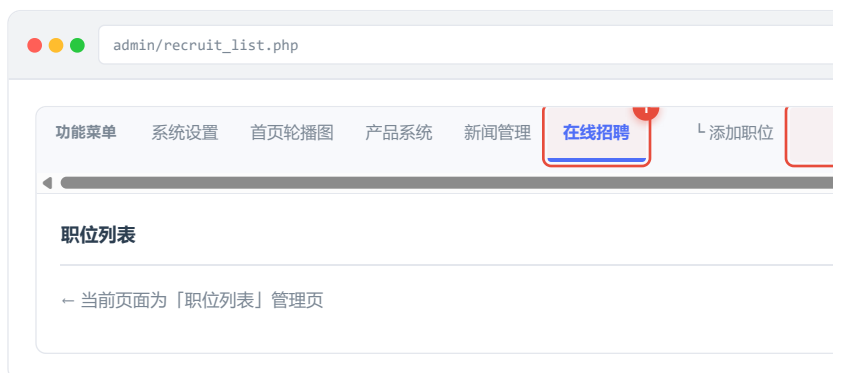 admin/recruit_list.php
功能菜单 系统设置 首页轮播图 产品系统 新闻管理 在线招聘 └ 添加职位
职位列表
← 当前页面为「职位列表」管理页